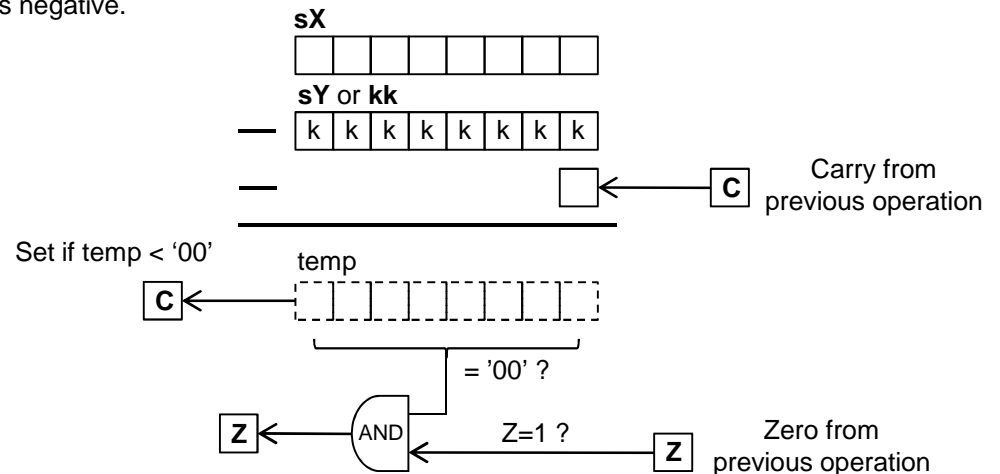 s negative.
sX
sY or kk
k k k k k k k k
C
Carry from
previous operation
Set if temp < ‘00’
temp
C
= ’00’ ?
Z
AND
Z=1 ?
Z
Zero from
previous operation